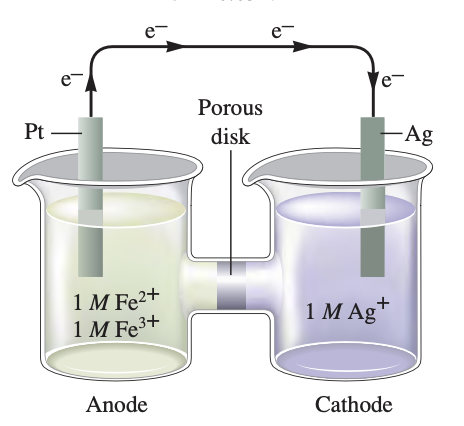 e⁻
e⁻
e⁻
e⁻
Pt
Porous
disk
Ag
1 M Fe²⁺
1 M Fe³⁺
1 M Ag⁺
Anode
Cathode